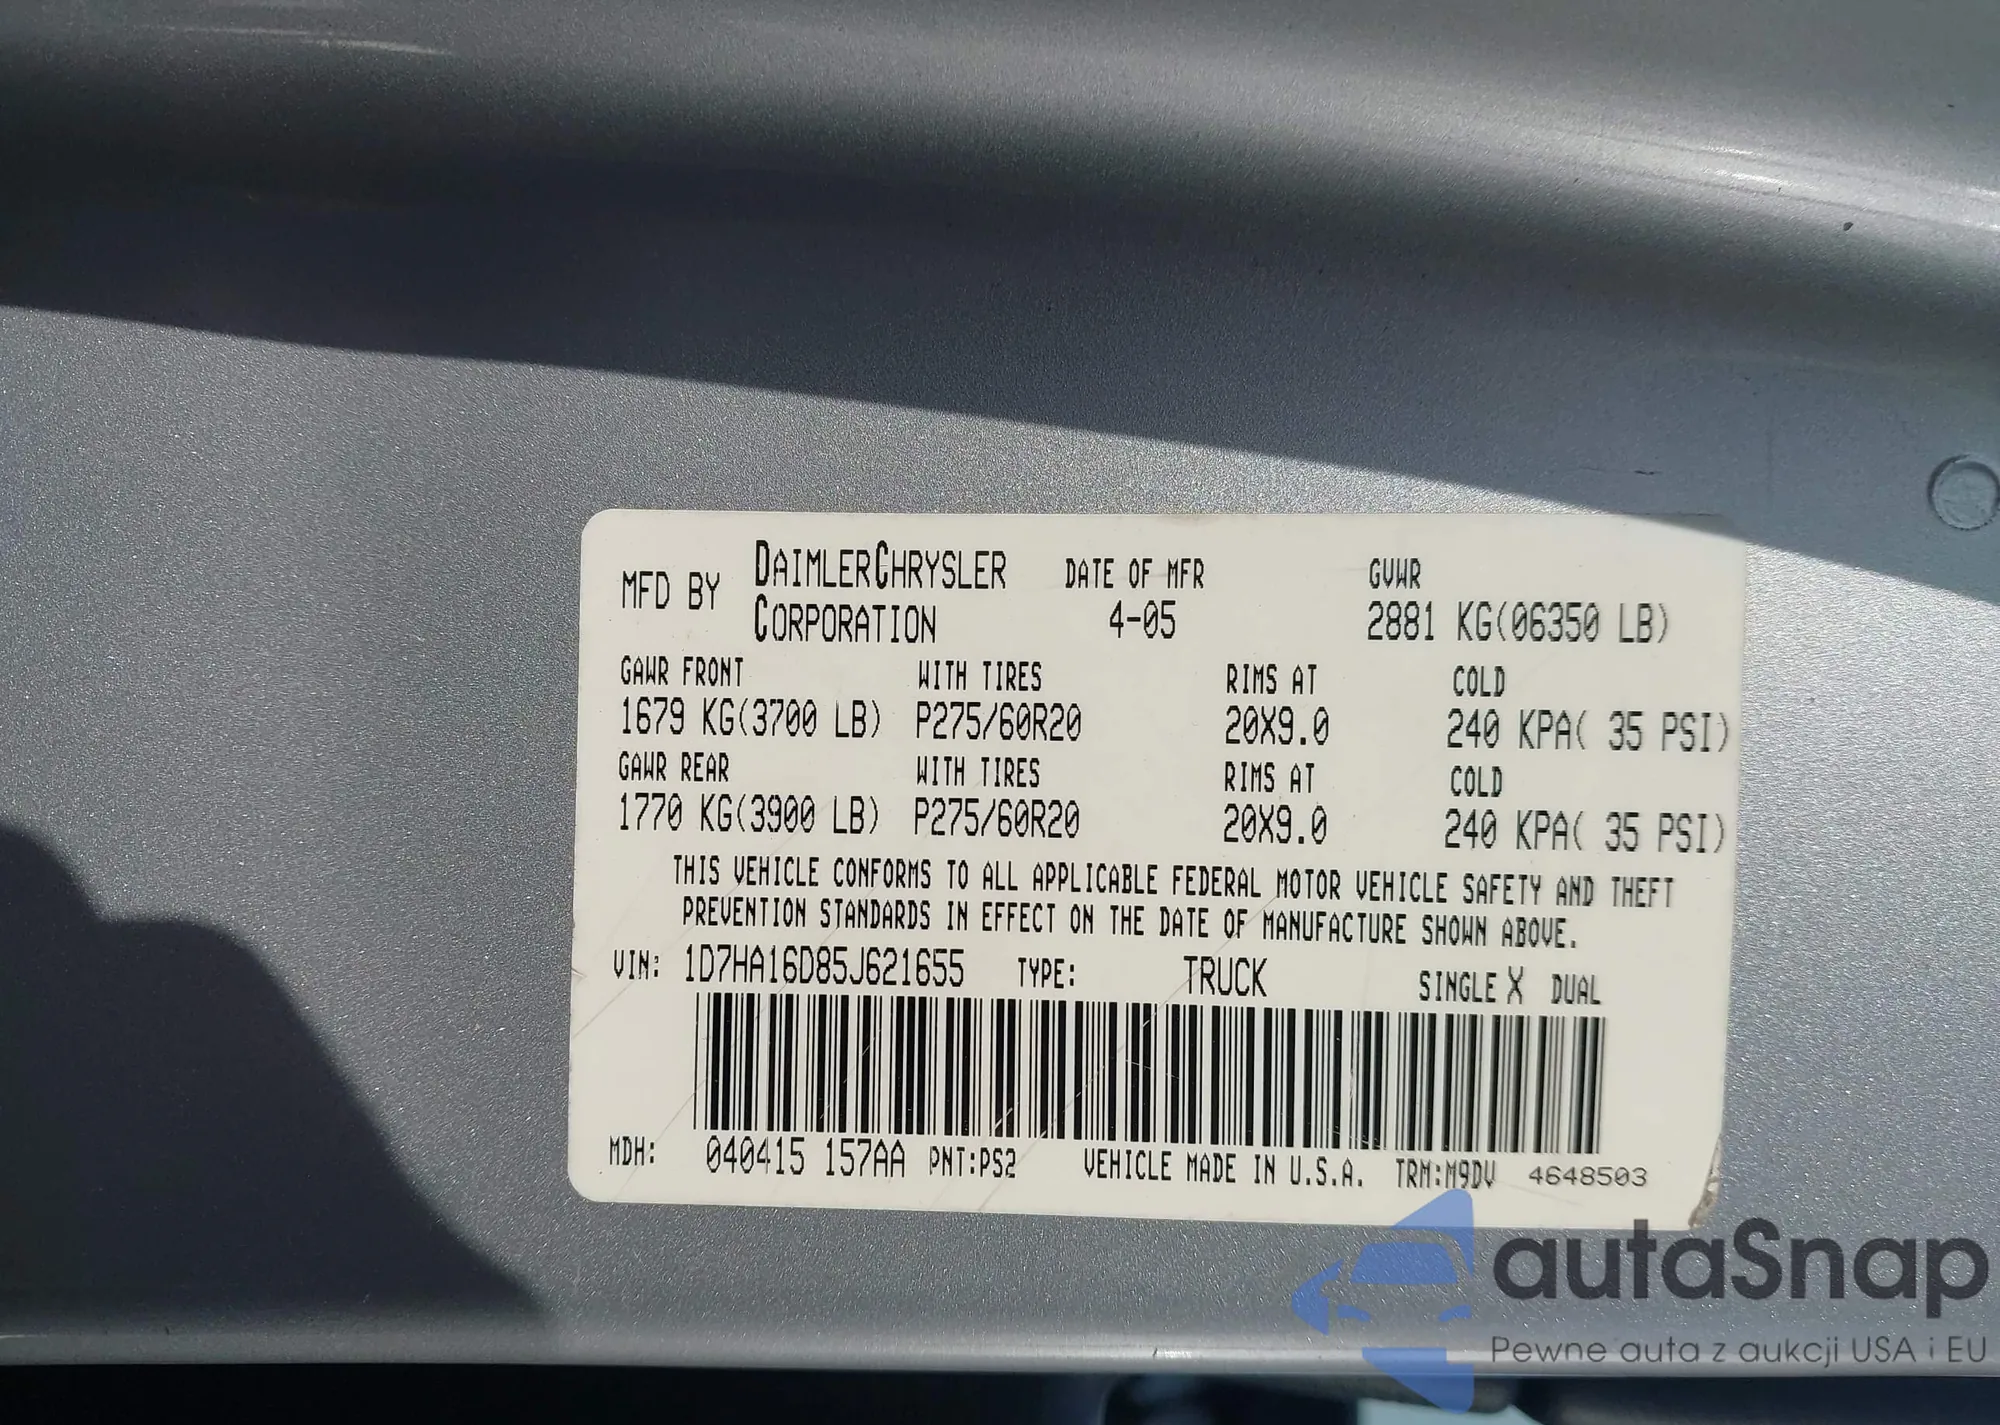 MFD BY DAIMLERCHRYSLER CORPORATION DATE OF MFR 4-05 GVWR 2881 KG(06350 LB)
GAWR FRONT WITH TIRES RIMS AT COLD
1679 KG(3700 LB) P275/60R20 20X9.0 240 KPA( 35 PSI)
GAWR REAR WITH TIRES RIMS AT COLD
1770 KG(3900 LB) P275/60R20 20X9.0 240 KPA( 35 PSI)
THIS VEHICLE CONFORMS TO ALL APPLICABLE FEDERAL MOTOR VEHICLE SAFETY AND THEFT
PREVENTION STANDARDS IN EFFECT ON THE DATE OF MANUFACTURE SHOWN ABOVE.
VIN: 1D7HA16D85J621655 TYPE: TRUCK SINGLE X DUAL
MDH: 040415 157AA PNT:PS2 VEHICLE MADE IN U.S.A. TRM:M9DV 4648503
autaSnap
Pewne auta z aukcji USA i EU